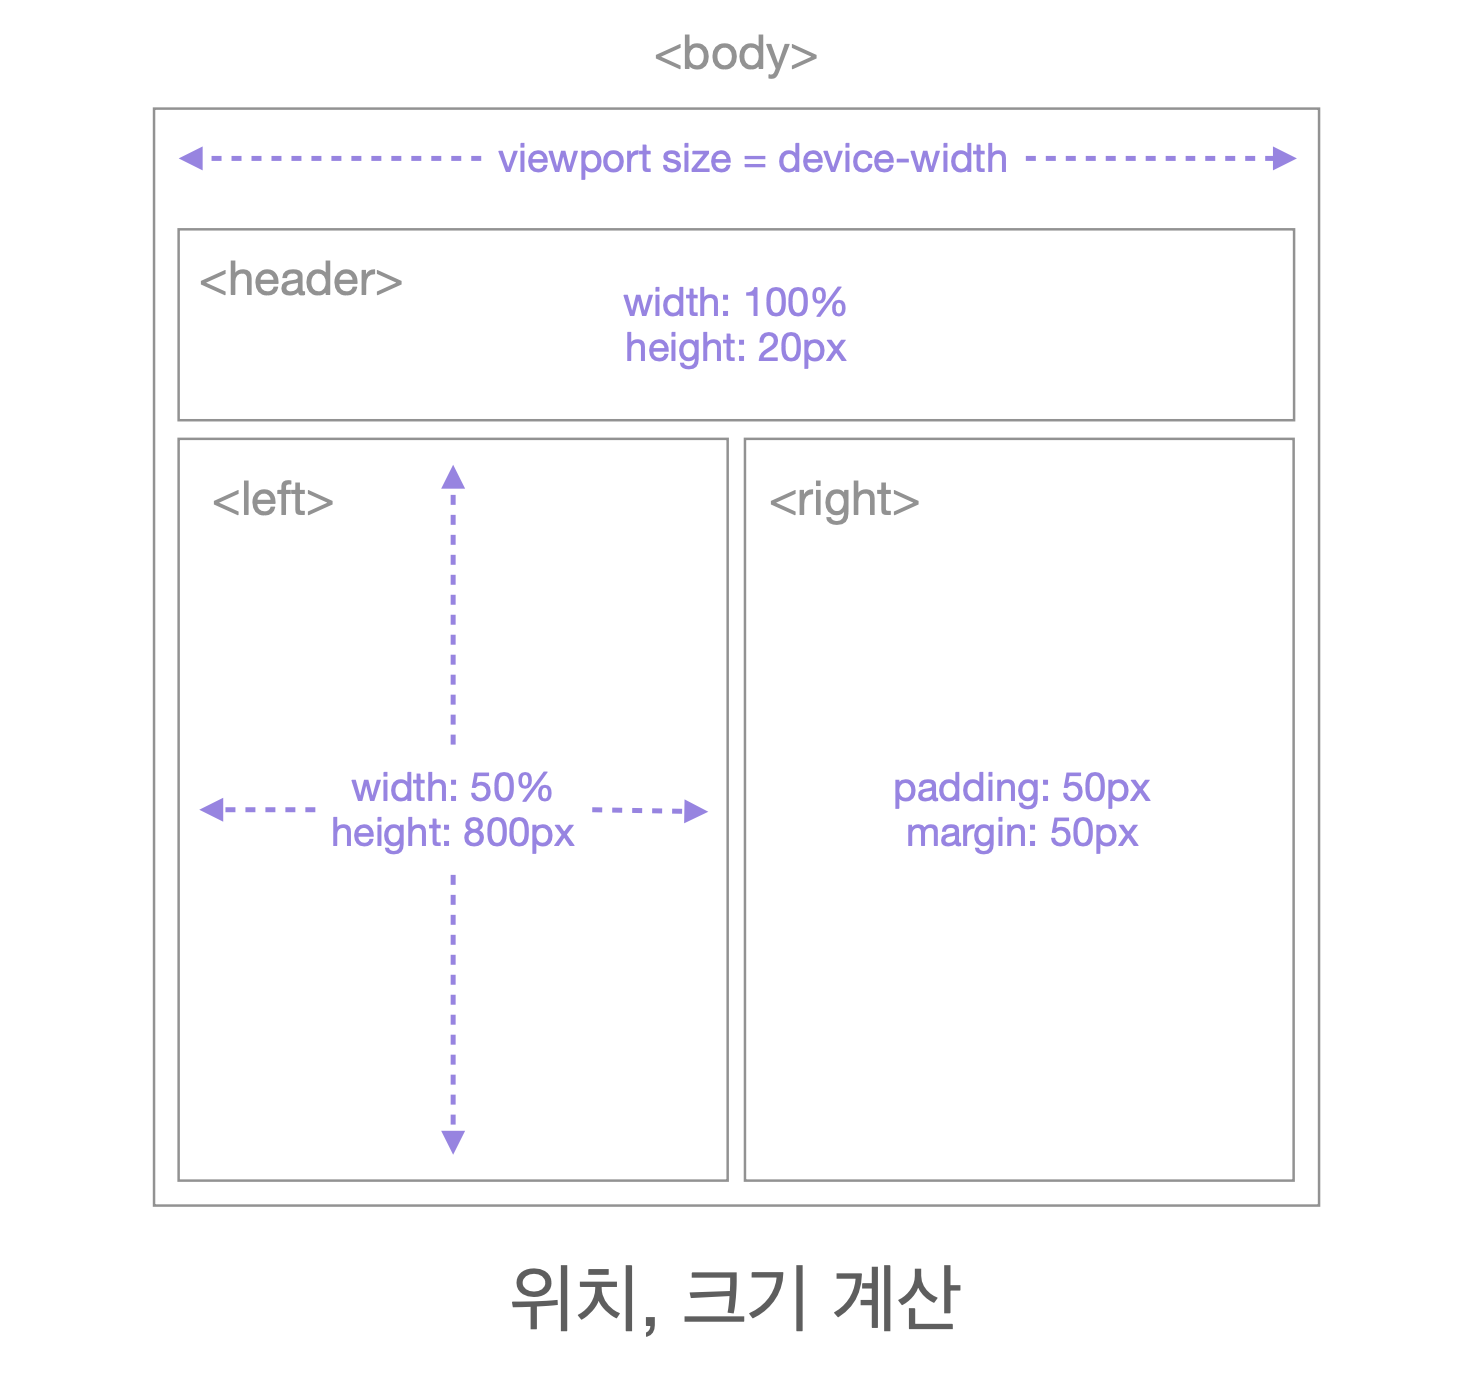 <body>
viewport size = device-width
<header>
width: 100%
height: 20px
<left>
width: 50%
height: 800px
<right>
padding: 50px
margin: 50px
위치, 크기 계산